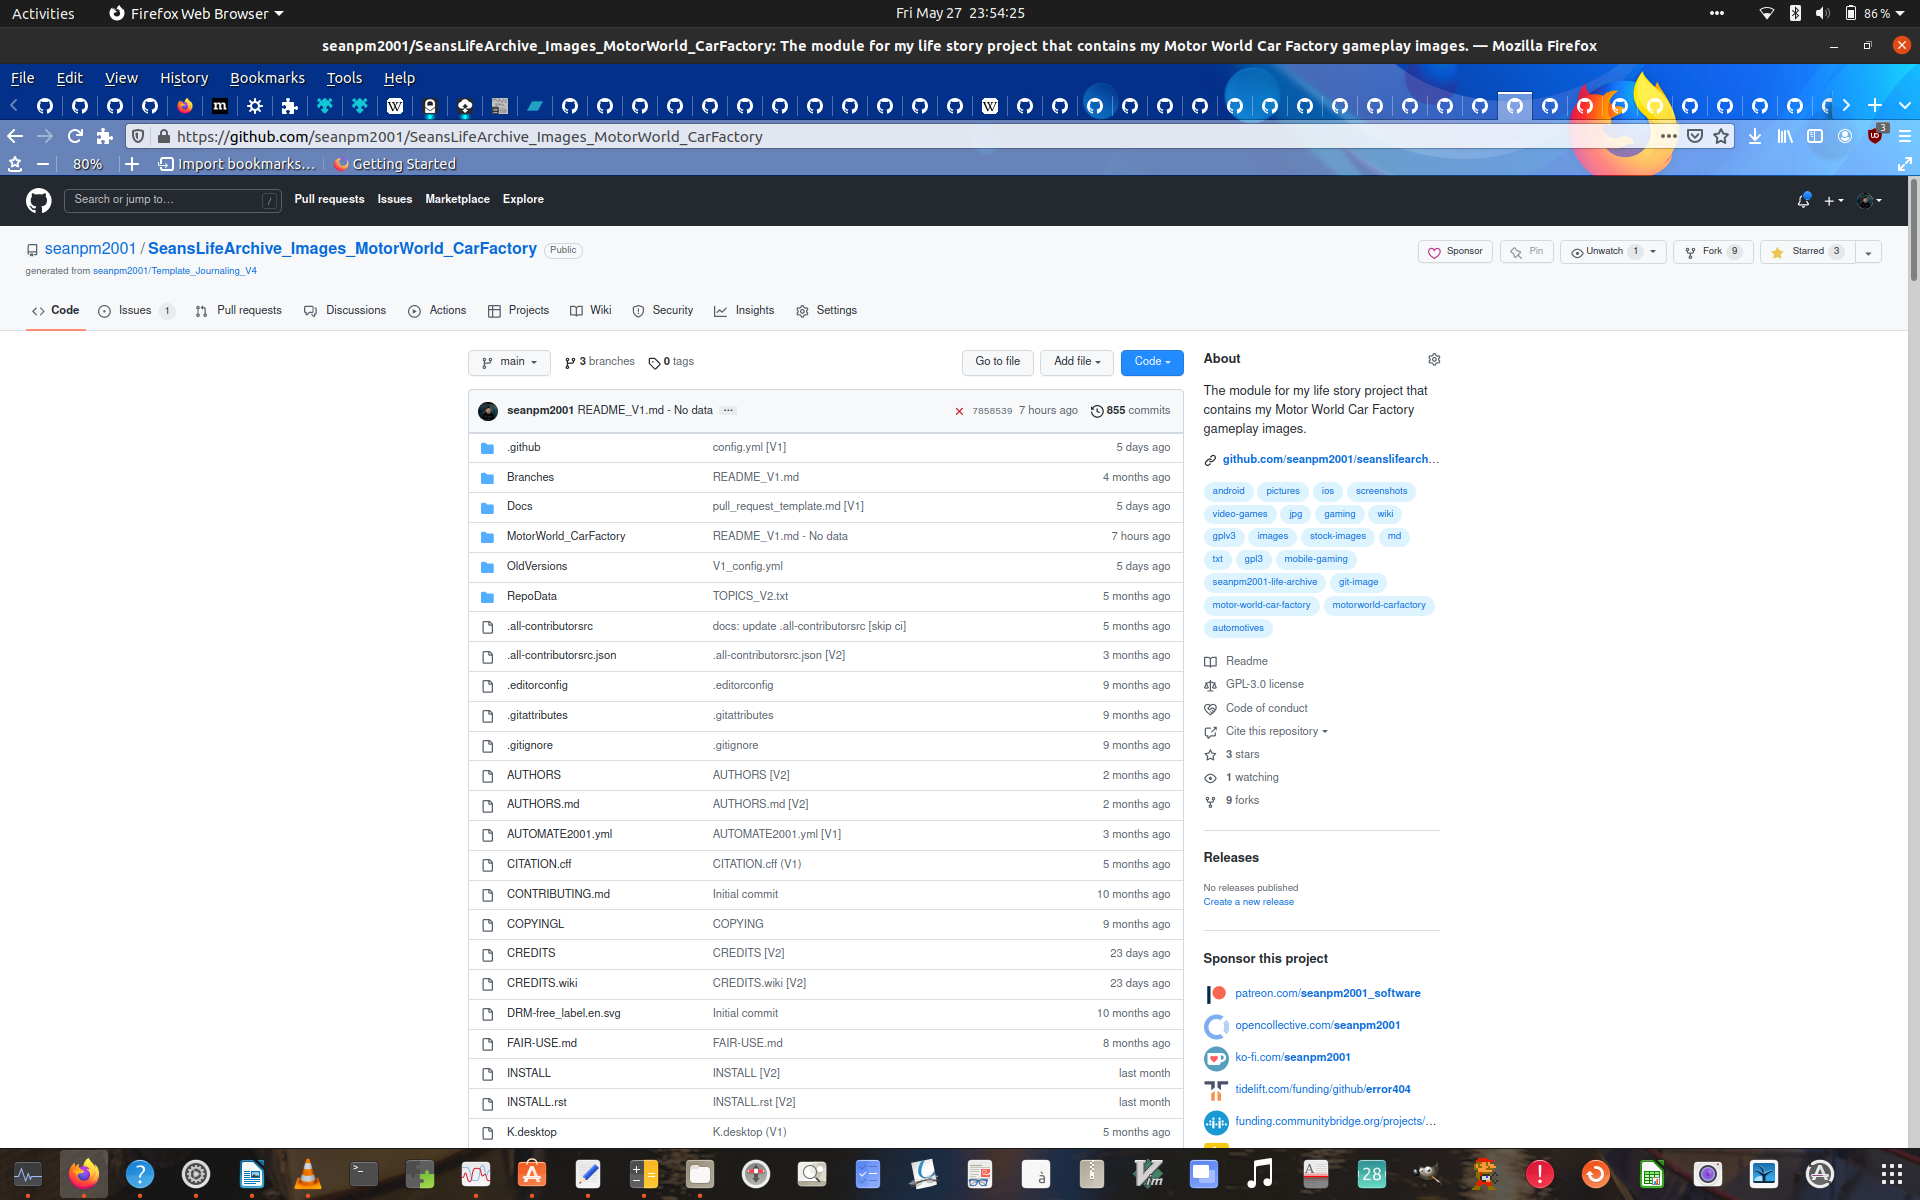 Activities Firefox Web Browser Fri May 27 23:54:25 86 %
seanpm2001/SeansLifeArchive_Images_MotorWorld_CarFactory: The module for my life story project that contains my Motor World Car Factory gameplay images. — Mozilla Firefox
File Edit View History Bookmarks Tools Help
https://github.com/seanpm2001/SeansLifeArchive_Images_MotorWorld_CarFactory 3
80% Import bookmarks... Getting Started
Search or jump to... / Pull requests Issues Marketplace Explore
seanpm2001 / SeansLifeArchive_Images_MotorWorld_CarFactory Public Sponsor Pin Unwatch 1 Fork 9 Starred 3
generated from seanpm2001/Template_Journaling_V4
Code Issues 1 Pull requests Discussions Actions Projects Wiki Security Insights Settings
main 3 branches 0 tags Go to file Add file Code
seanpm2001 README_V1.md - No data ... 7858539 7 hours ago 855 commits
.github config.yml [V1] 5 days ago
Branches README_V1.md 4 months ago
Docs pull_request_template.md [V1] 5 days ago
MotorWorld_CarFactory README_V1.md - No data 7 hours ago
OldVersions V1_config.yml 5 days ago
RepoData TOPICS_V2.txt 5 months ago
.all-contributorsrc docs: update .all-contributorsrc [skip ci] 5 months ago
.all-contributorsrc.json .all-contributorsrc.json [V2] 3 months ago
.editorconfig .editorconfig 9 months ago
.gitattributes .gitattributes 9 months ago
.gitignore .gitignore 9 months ago
AUTHORS AUTHORS [V2] 2 months ago
AUTHORS.md AUTHORS.md [V2] 2 months ago
AUTOMATE2001.yml AUTOMATE2001.yml [V1] 3 months ago
CITATION.cff CITATION.cff (V1) 5 months ago
CONTRIBUTING.md Initial commit 10 months ago
COPYINGL COPYING 9 months ago
CREDITS CREDITS [V2] 23 days ago
CREDITS.wiki CREDITS.wiki [V2] 23 days ago
DRM-free_label.en.svg Initial commit 10 months ago
FAIR-USE.md FAIR-USE.md 8 months ago
INSTALL INSTALL [V2] last month
INSTALL.rst INSTALL.rst [V2] last month
K.desktop K.desktop (V1) 5 months ago
About
The module for my life story project that
contains my Motor World Car Factory
gameplay images.
github.com/seanpm2001/seanslifearch...
android pictures ios screenshots
video-games jpg gaming wiki
gplv3 images stock-images md
txt gpl3 mobile-gaming
seanpm2001-life-archive git-image
motor-world-car-factory motorworld-carfactory
automotives
Readme
GPL-3.0 license
Code of conduct
Cite this repository
3 stars
1 watching
9 forks
Releases
No releases published
Create a new release
Sponsor this project
patreon.com/seanpm2001_software
opencollective.com/seanpm2001
ko-fi.com/seanpm2001
tidelift.com/funding/github/error404
funding.communitybridge.org/projects/...
28